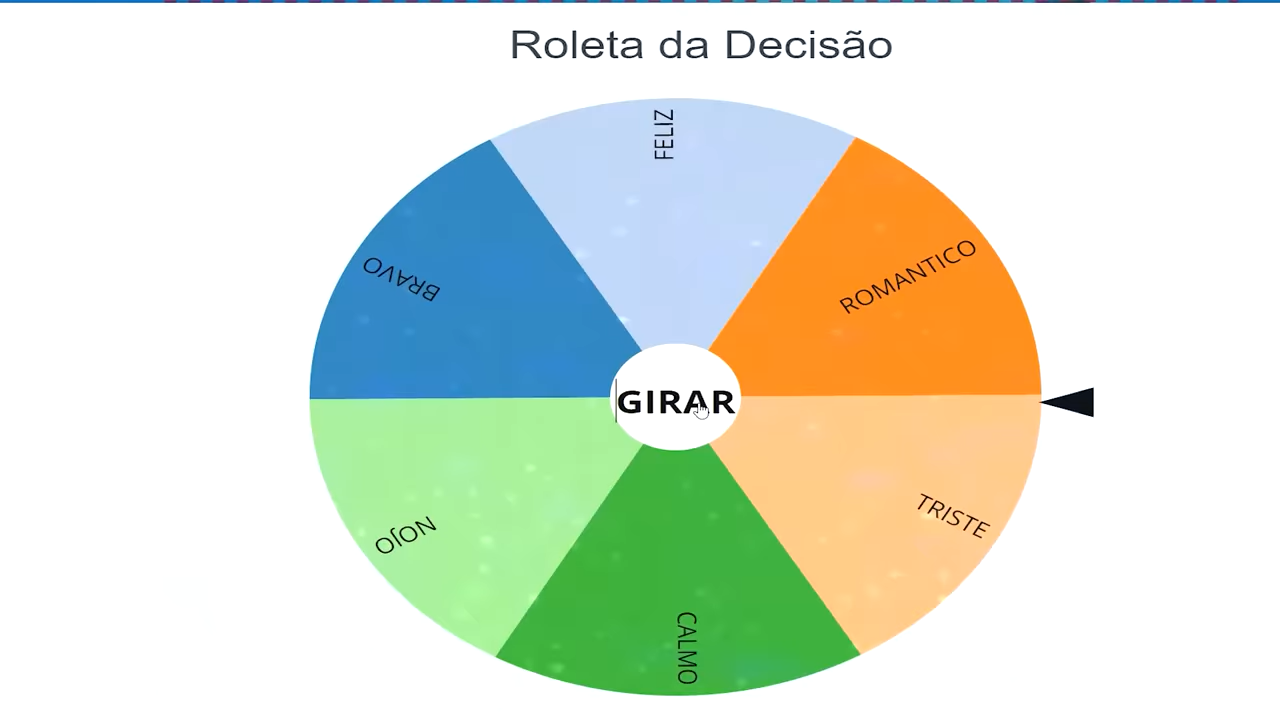 Roleta da Decisão
FELIZ
ROMANTICO
BRAVO
GIRAR
TRISTE
NOJO
CALMO